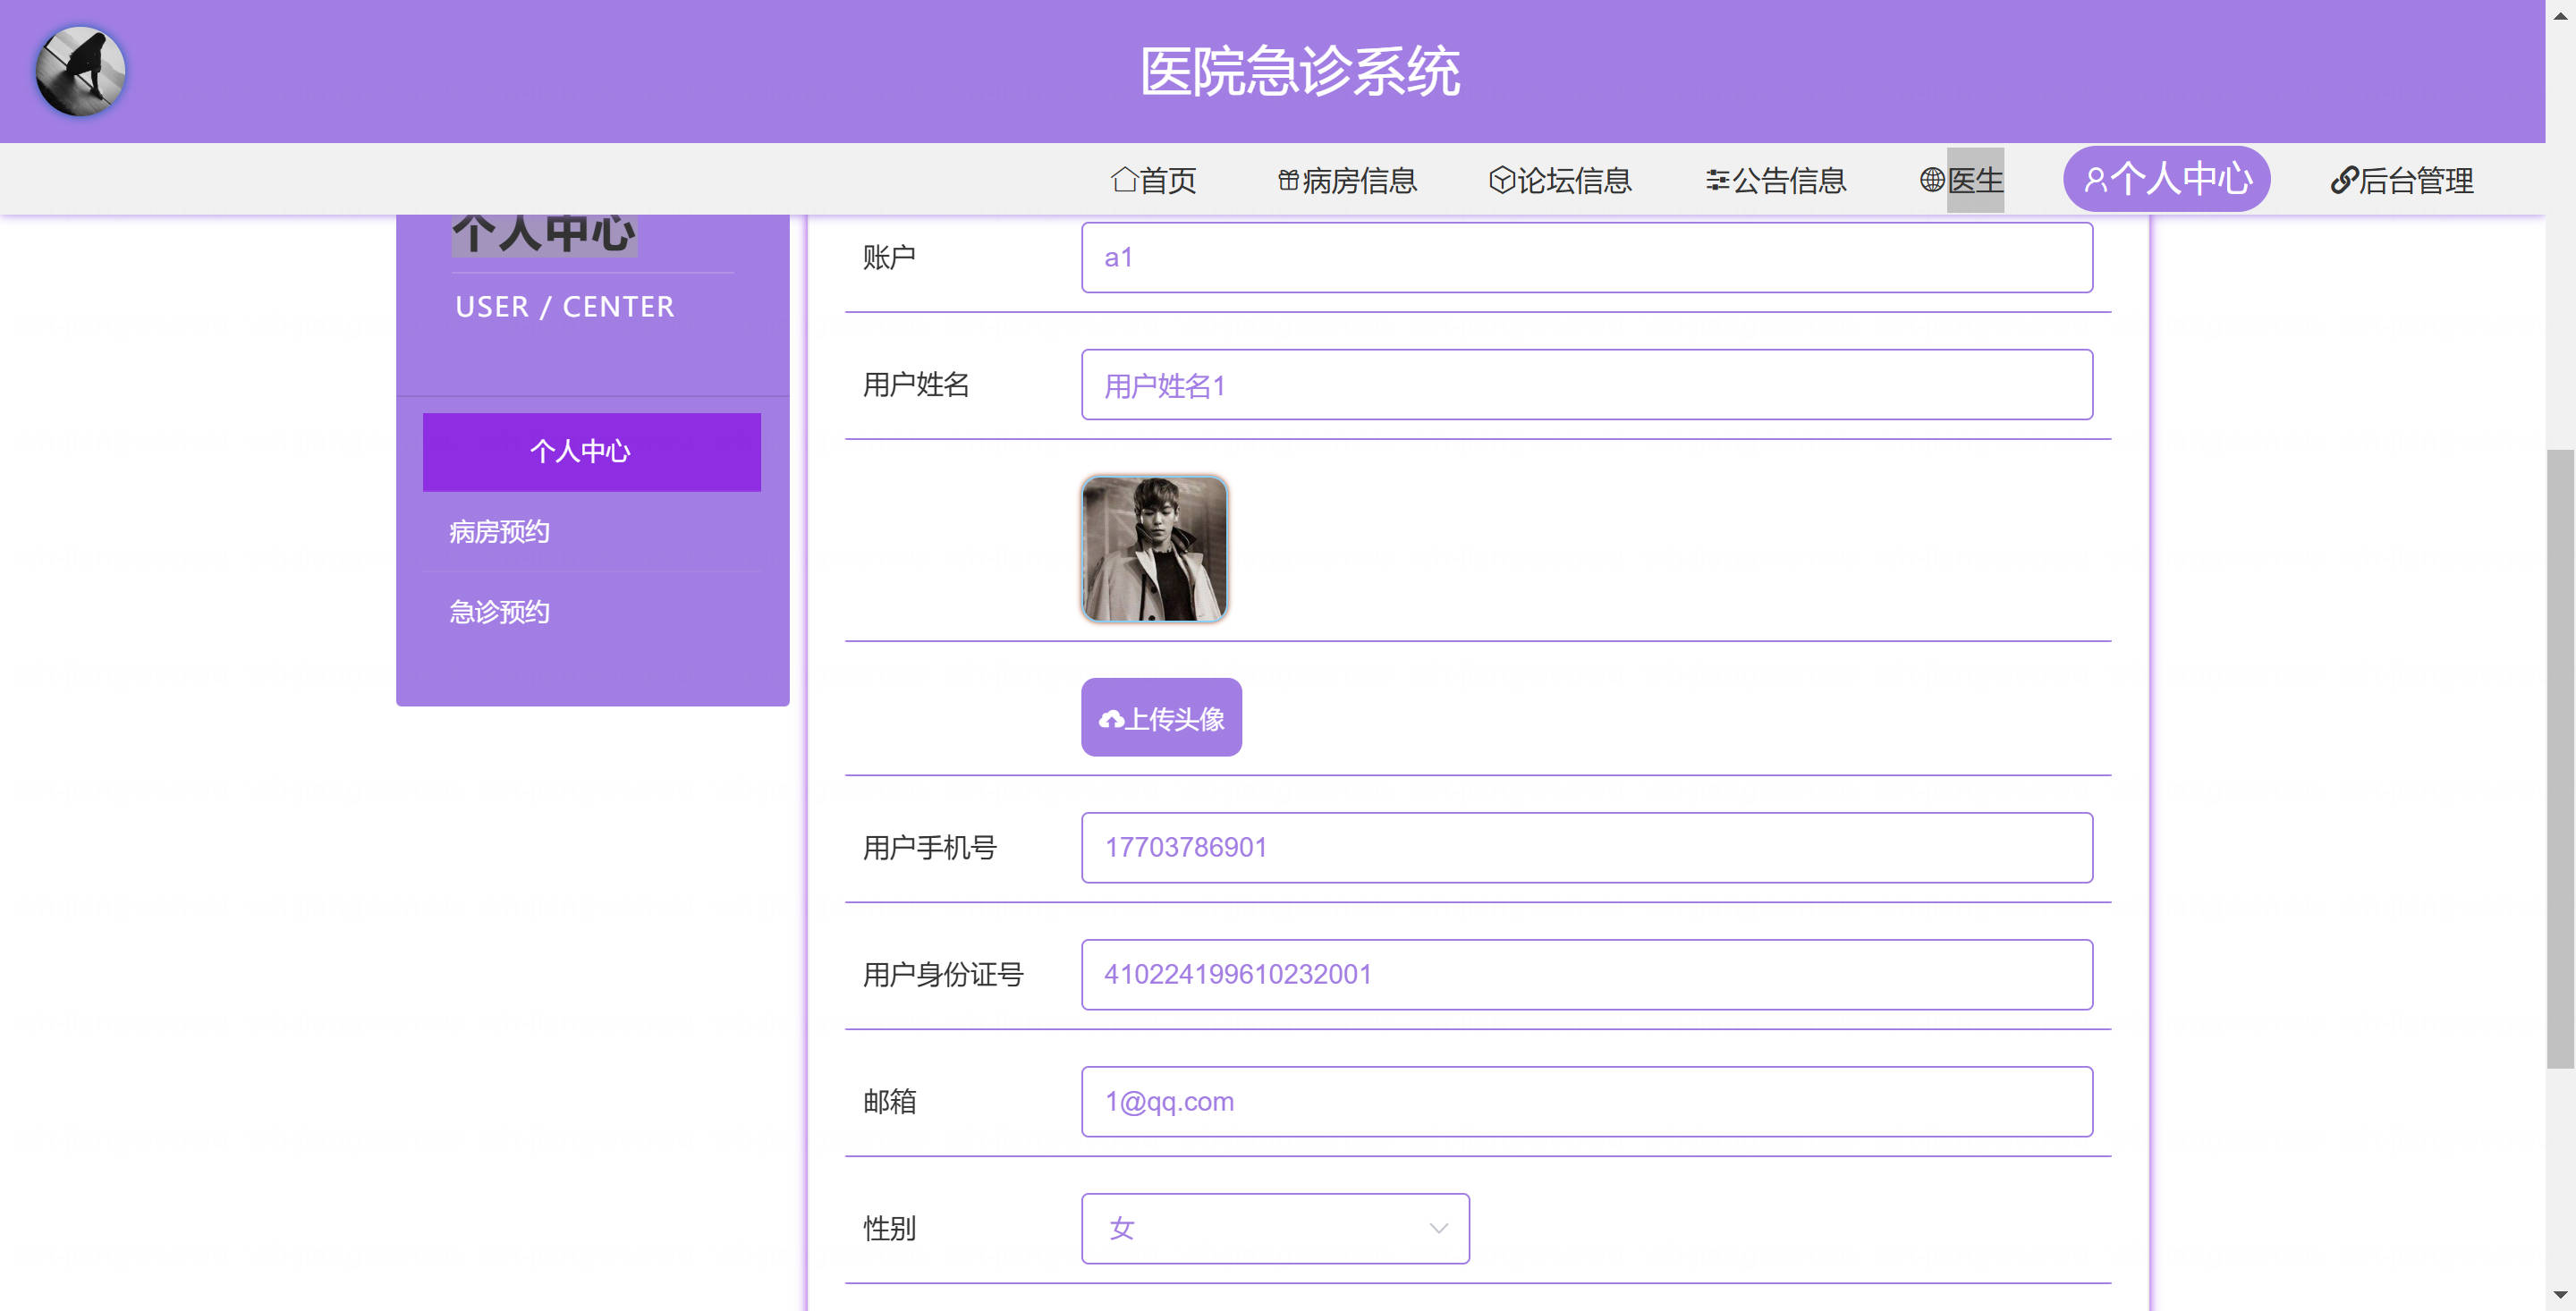 医院急诊系统
首页 病房信息 论坛信息 公告信息 医生 个人中心 后台管理
个人中心
USER / CENTER
个人中心
病房预约
急诊预约
账户 a1
用户姓名 用户姓名1
上传头像
用户手机号 17703786901
用户身份证号 410224199610232001
邮箱 1@qq.com
性别 女